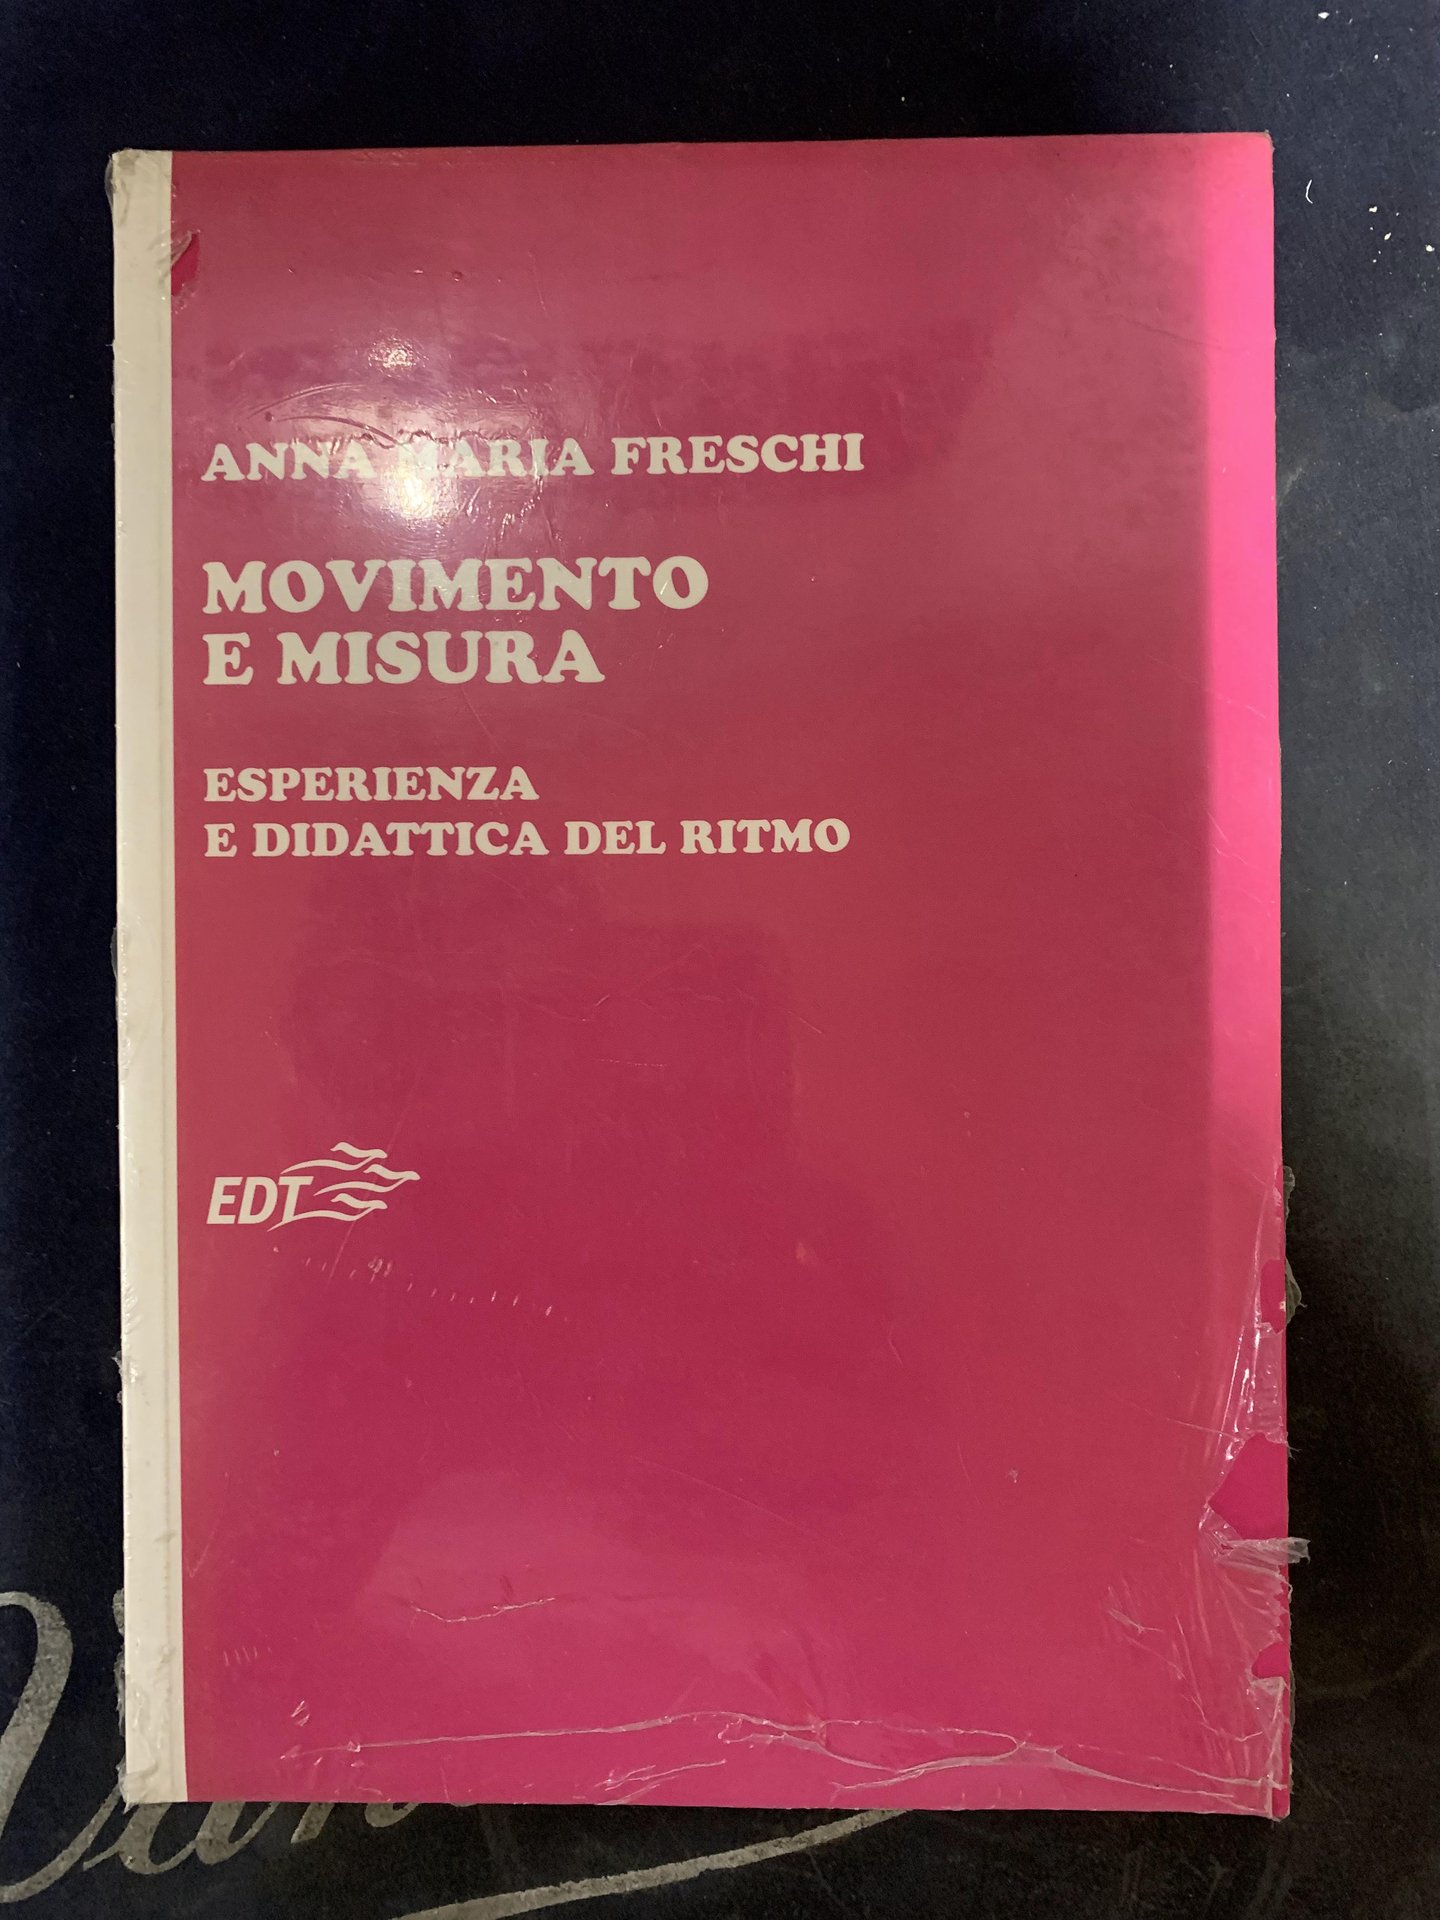 ANNA MARIA FRESCHI
MOVIMENTO
E MISURA
ESPERIENZA
E DIDATTICA DEL RITMO
EDT